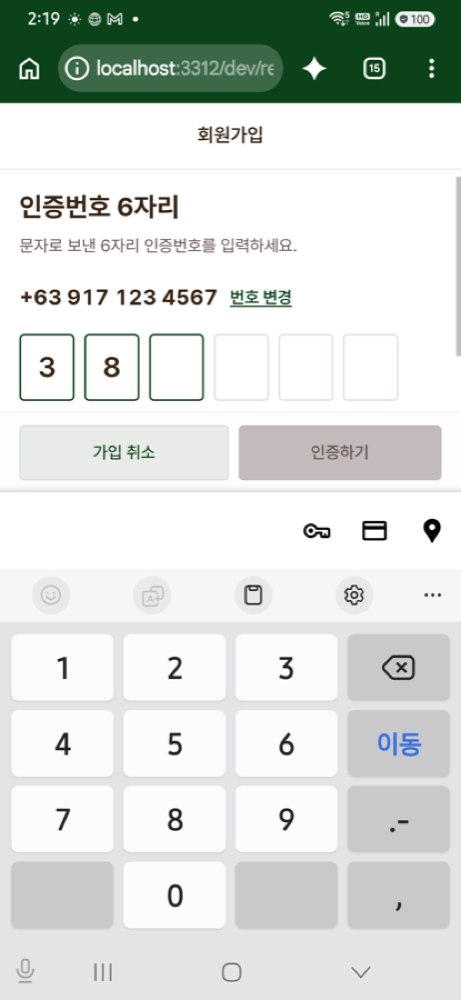 2:19 100
localhost:3312/dev/re 15
회원가입
인증번호 6자리
문자로 보낸 6자리 인증번호를 입력하세요.
+63 917 123 4567 번호 변경
3 8
가입 취소 인증하기
1 2 3
4 5 6 이동
7 8 9 .-
0 ,